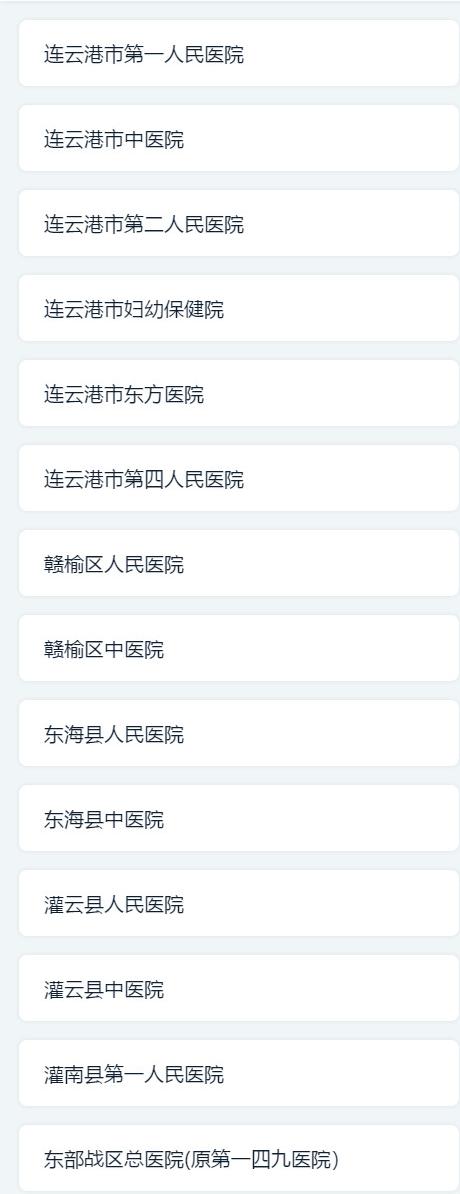 连云港市第一人民医院
连云港市中医院
连云港市第二人民医院
连云港市妇幼保健院
连云港市东方医院
连云港市第四人民医院
赣榆区人民医院
赣榆区中医院
东海县人民医院
东海县中医院
灌云县人民医院
灌云县中医院
灌南县第一人民医院
东部战区总医院(原第一四九医院)